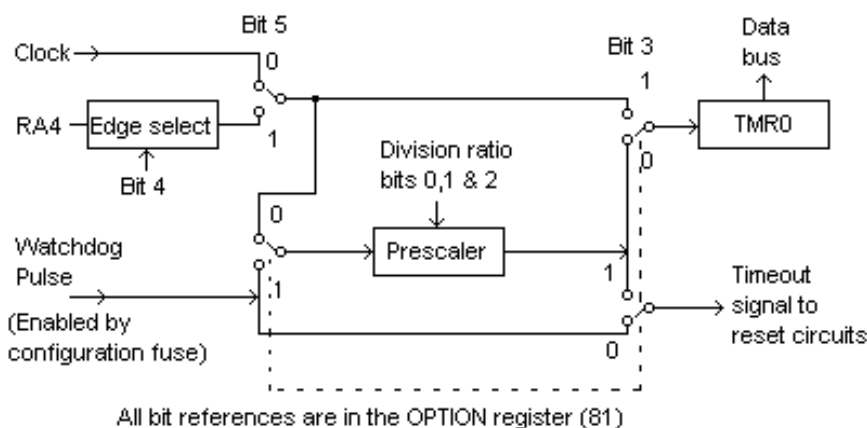 Bit 5
Data
bus
Bit 3
Clock
0
1
RA4
Edge select
1
TMR0
0
Bit 4
Division ratio
bits 0,1 & 2
0
Watchdog
Pulse
Prescaler
1
1
Timeout
signal to
reset circuits
(Enabled by
configuration fuse)
0
All bit references are in the OPTION register (81)